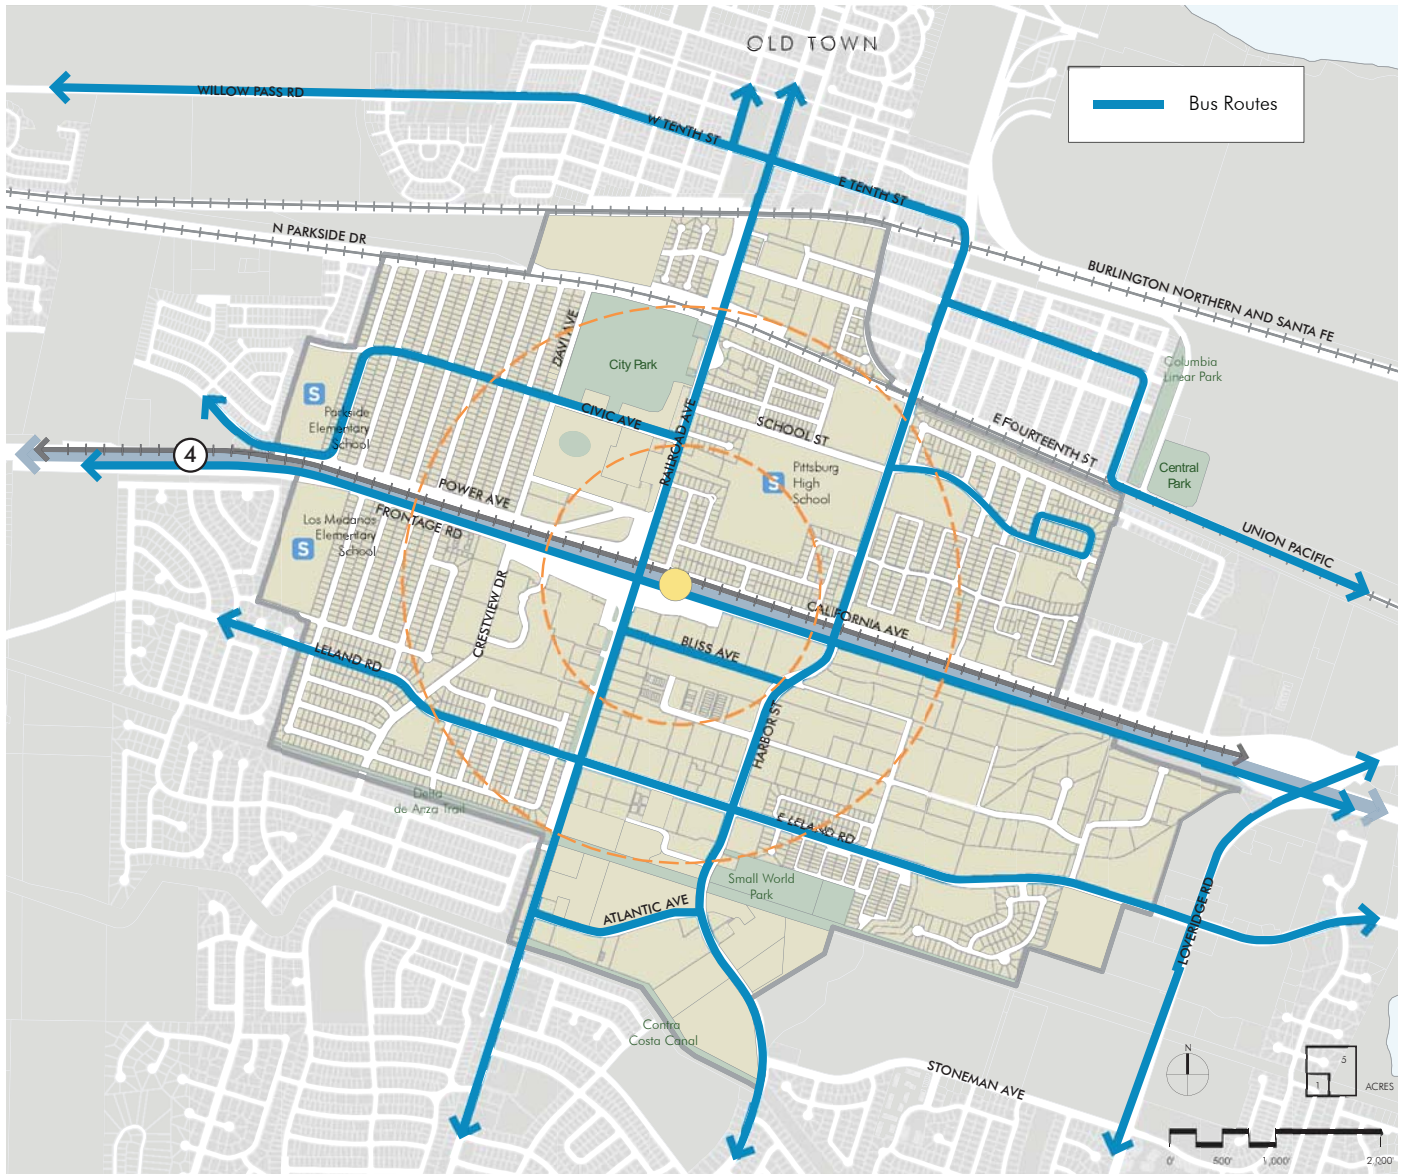 OLD TOWN
Bus Routes
WILLOW PASS RD
W TENTH ST
E TENTH ST
N PARKSIDE DR
BURLINGTON NORTHERN AND SANTA FE
DAVI AVE
City Park
Columbia
Linear Park
S
Parkside
Elementary
School
CIVIC AVE
RAILROAD AVE
SCHOOL ST
E FOURTEENTH ST
4
S
Pittsburg
High
School
Central
Park
POWER AVE
FRONTAGE RD
Los Medanos
Elementary
School
S
UNION PACIFIC
CRESTVIEW DR
CALIFORNIA AVE
BLISS AVE
LELAND RD
HARBOR ST
Delta
de Anza Trail
E LELAND RD
Small World
Park
ATLANTIC AVE
LOVERIDGE RD
Contra
Costa Canal
STONEMAN AVE
N
5
1
ACRES
0'
500'
1,000'
2,000'